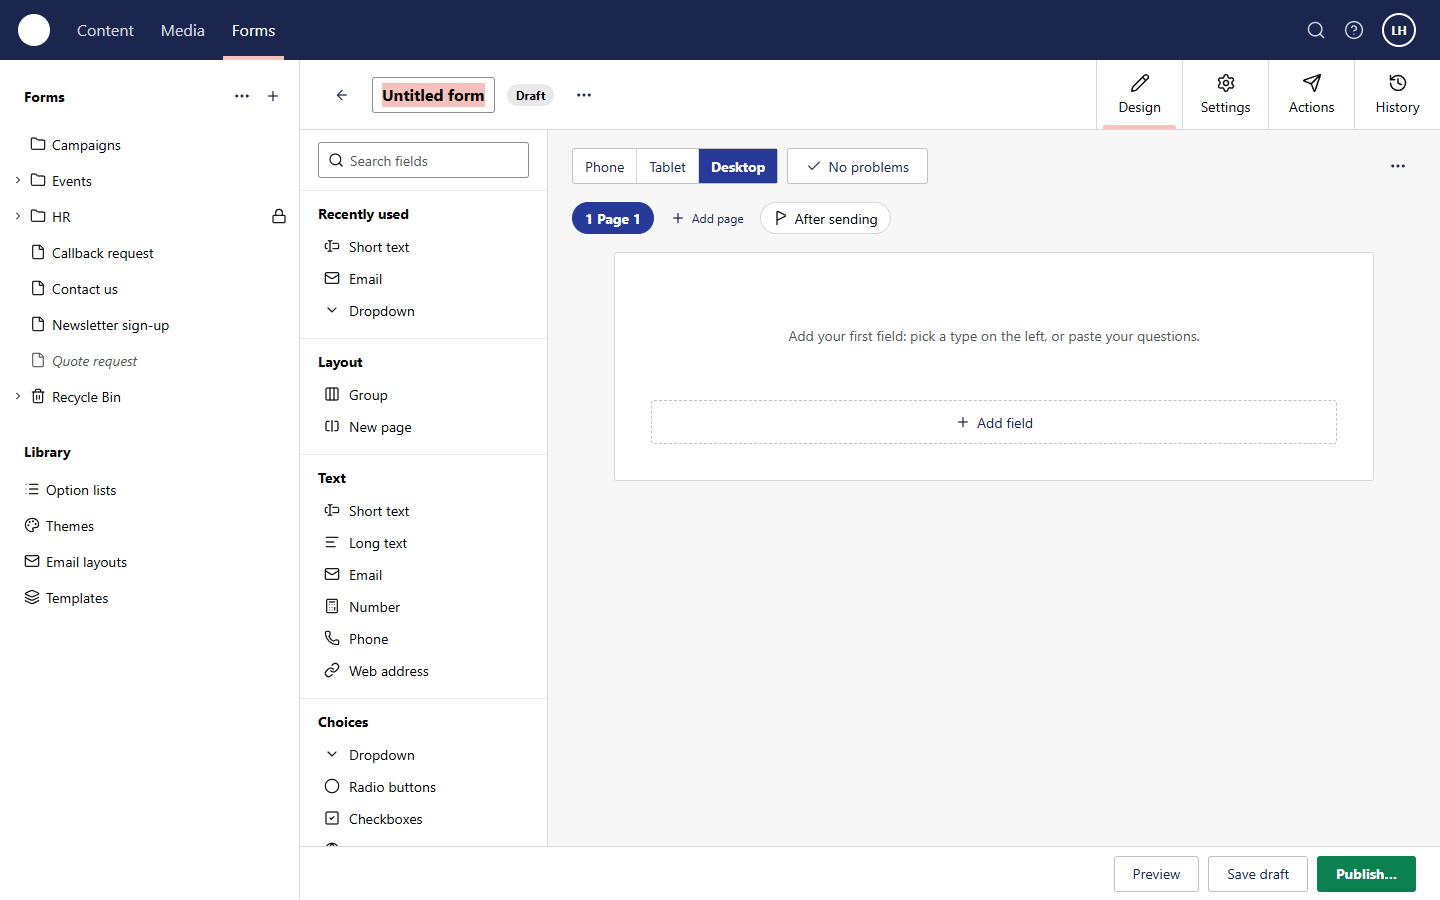 Content
Media
Forms
LH
Forms
Campaigns
Events
HR
Callback request
Contact us
Newsletter sign-up
Quote request
Recycle Bin
Library
Option lists
Themes
Email layouts
Templates
Untitled form
Draft
Design
Settings
Actions
History
Search fields
Recently used
Short text
Email
Dropdown
Layout
Group
New page
Text
Short text
Long text
Email
Number
Phone
Web address
Choices
Dropdown
Radio buttons
Checkboxes
Phone
Tablet
Desktop
No problems
1 Page 1
Add page
After sending
Add your first field: pick a type on the left, or paste your questions.
Add field
Preview
Save draft
Publish...